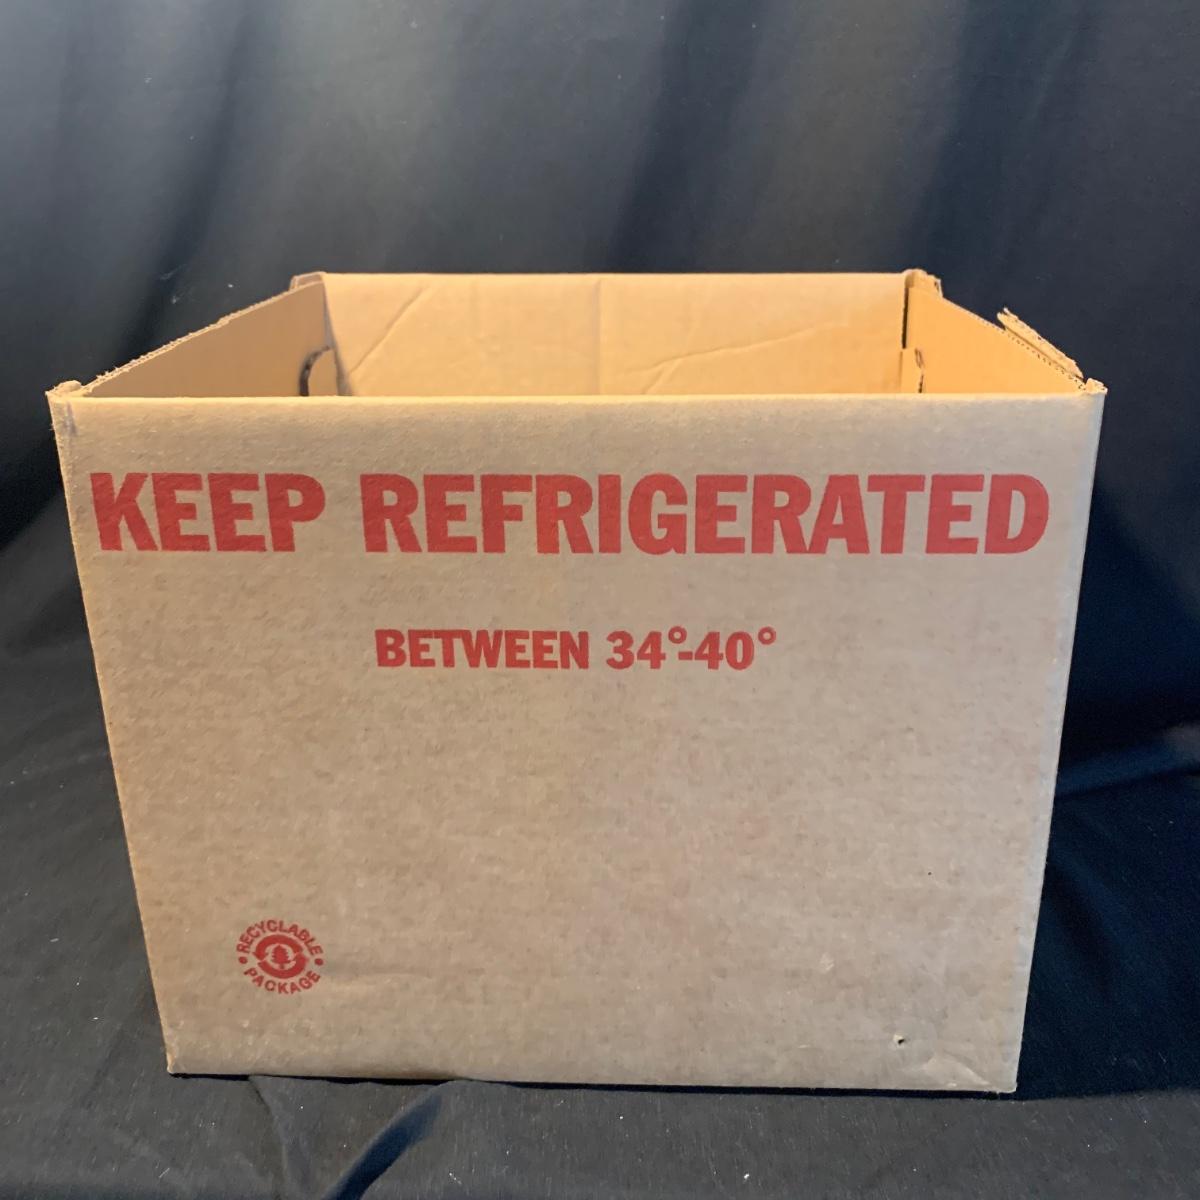 KEEP REFRIGERATED
BETWEEN 34°-40°
RECYCLABLE
PACKAGE